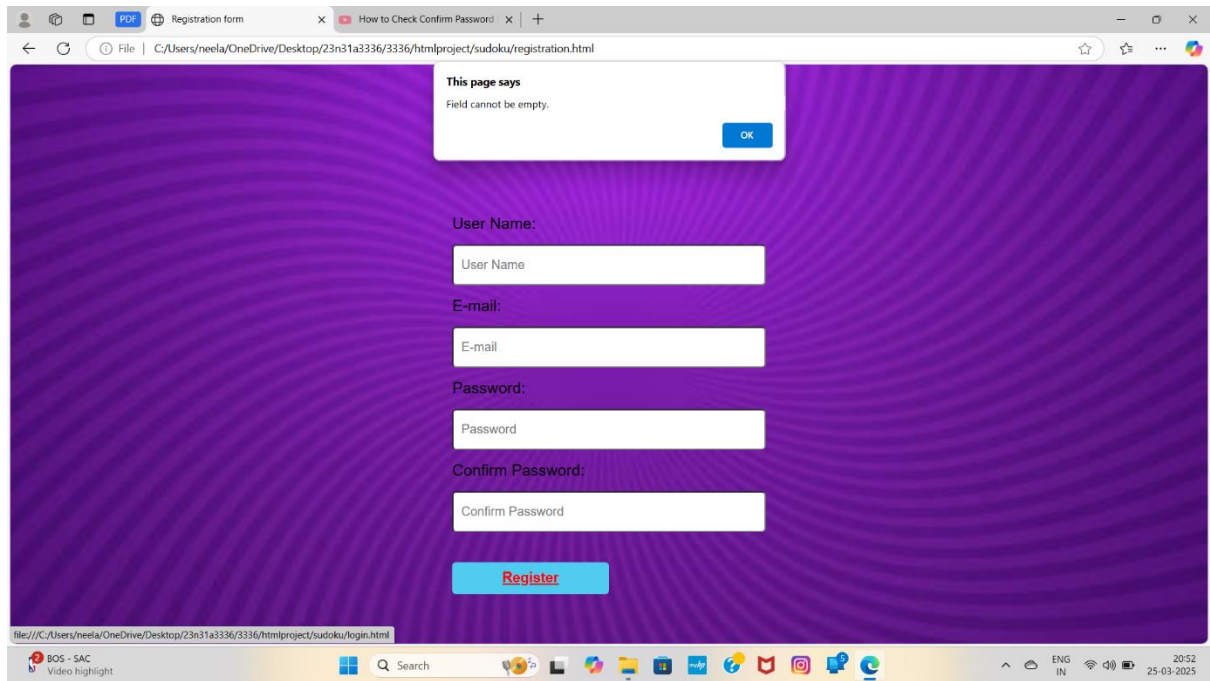 PDF
Registration form
How to Check Confirm Password
File
C:/Users/neela/OneDrive/Desktop/23n31a3336/3336/htmlproject/sudoku/registration.html
This page says
Field cannot be empty.
OK
User Name:
User Name
E-mail:
E-mail
Password:
Password
Confirm Password:
Confirm Password
Register
file:///C:/Users/neela/OneDrive/Desktop/23n31a3336/3336/htmlproject/sudoku/login.html
2
BOS - SAC
Video highlight
Search
5
ENG
IN
20:52
25-03-2025